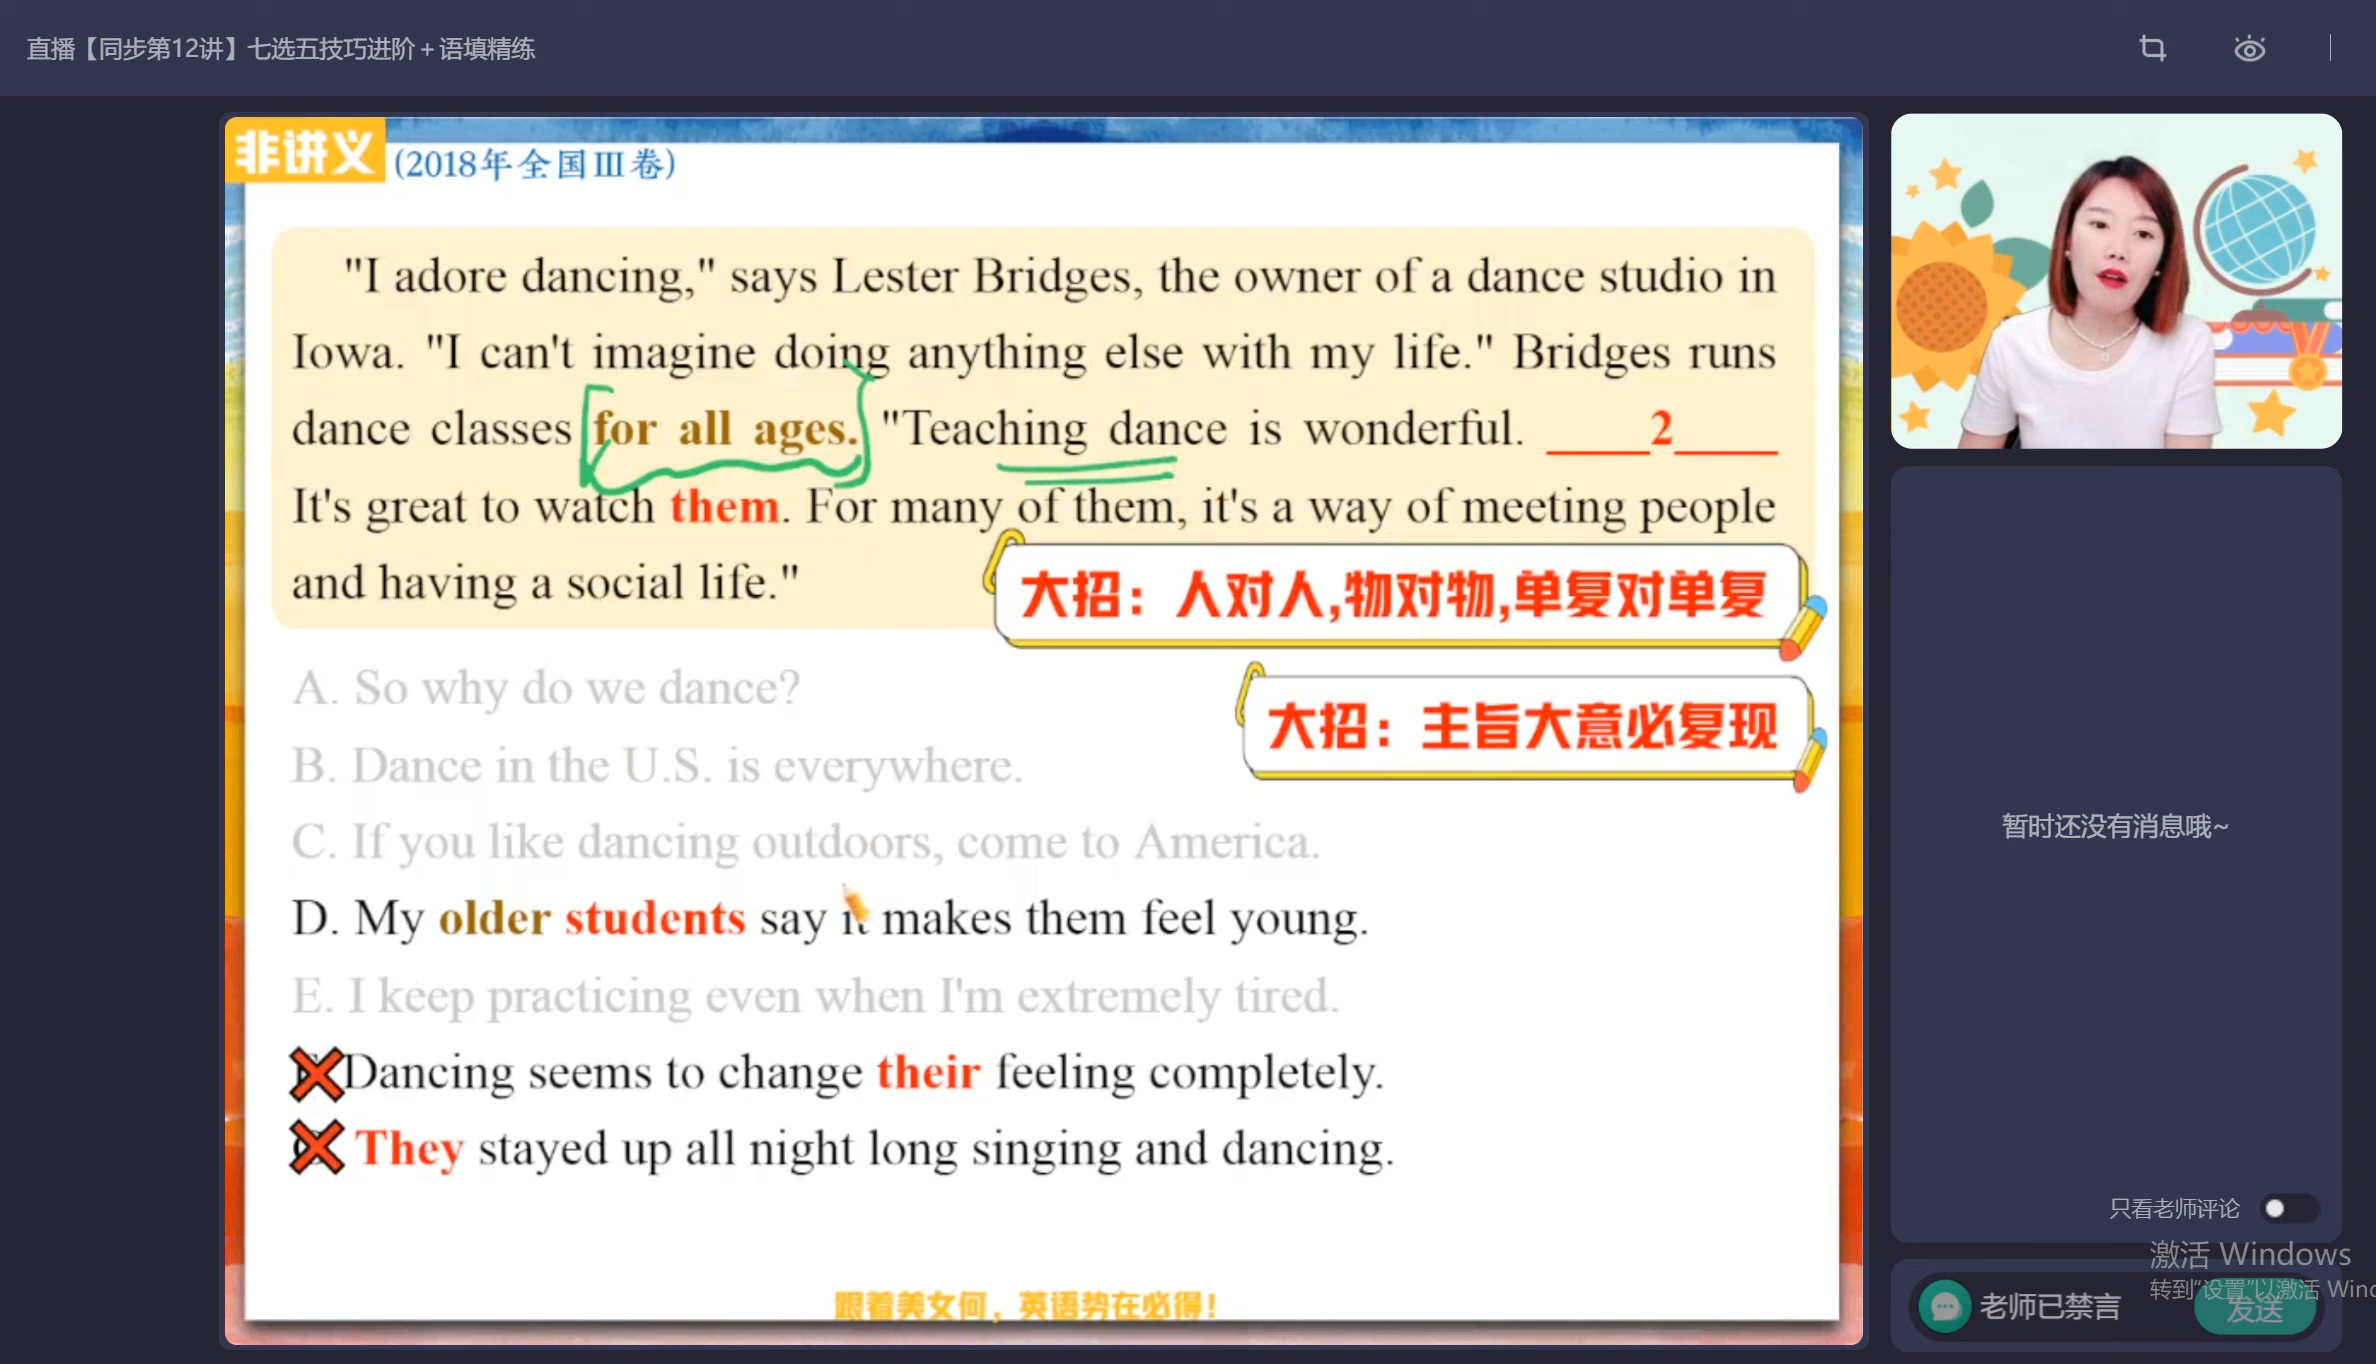 直播【同步第12讲】七选五技巧进阶+语填精练
非讲义
(2018年全国Ⅲ卷)
"I adore dancing," says Lester Bridges, the owner of a dance studio in
Iowa. "I can't imagine doing anything else with my life." Bridges runs
dance classes for all ages. "Teaching dance is wonderful. 2
It's great to watch them. For many of them, it's a way of meeting people
and having a social life."
大招：人对人,物对物,单复对单复
大招：主旨大意必复现
A. So why do we dance?
B. Dance in the U.S. is everywhere.
C. If you like dancing outdoors, come to America.
D. My older students say it makes them feel young.
E. I keep practicing even when I'm extremely tired.
Dancing seems to change their feeling completely.
They stayed up all night long singing and dancing.
跟着美女何，英语势在必得！
暂时还没有消息哦~
只看老师评论
激活 Windows
转到"设置"以激活 Winc
老师已禁言
发送